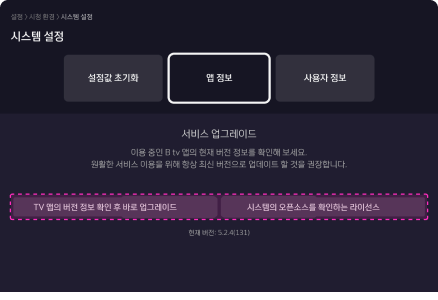 설정 > 시청 환경 > 시스템 설정
시스템 설정
설정값 초기화
앱 정보
사용자 정보
서비스 업그레이드
이용 중인 B tv 앱의 현재 버전 정보를 확인해 보세요.
원활한 서비스 이용을 위해 항상 최신 버전으로 업데이트 할 것을 권장합니다.
TV 앱의 버전 정보 확인 후 바로 업그레이드
시스템의 오픈소스를 확인하는 라이선스
현재 버전: 5.2.4(131)